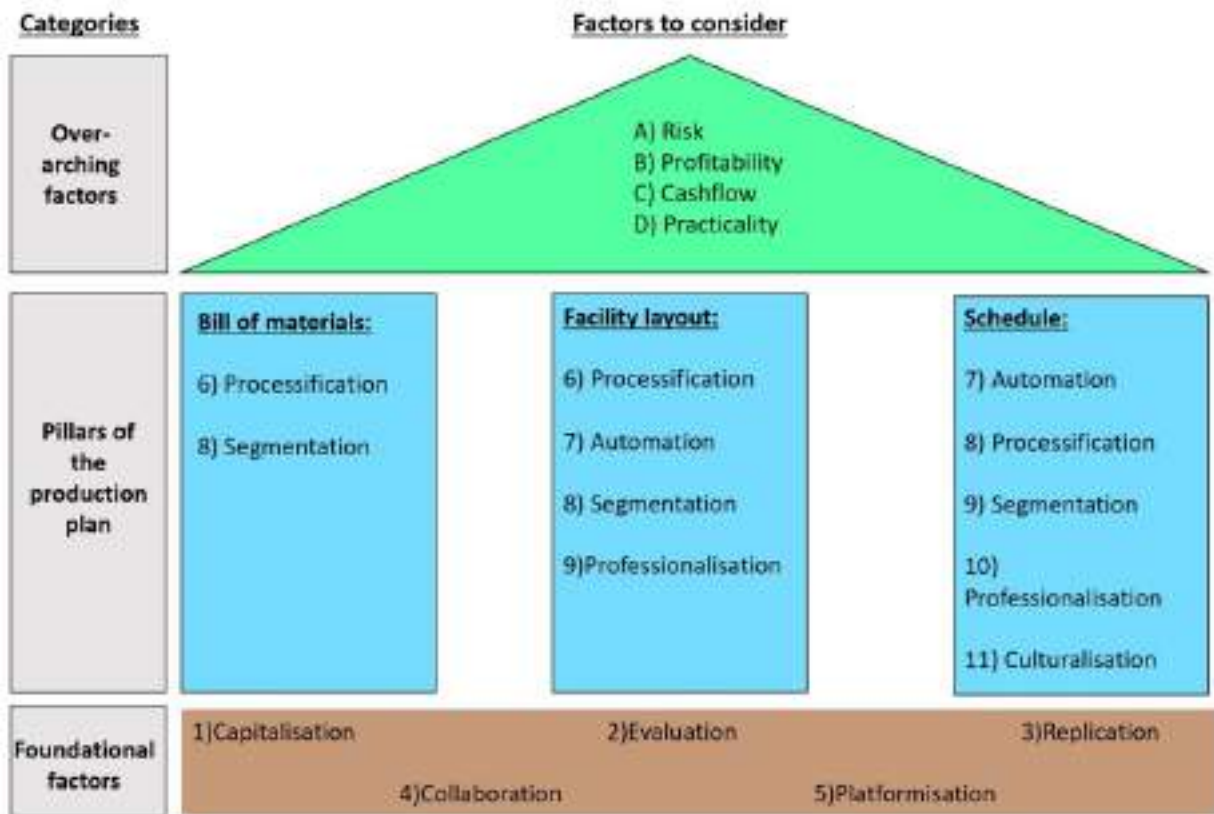 Categories
Factors to consider
Over-
arching
factors
A) Risk
B) Profitability
C) Cashflow
D) Practicality
Pillars of
the
production
plan
Bill of materials:
6) Processification
8) Segmentation
Facility layout:
6) Processification
7) Automation
8) Segmentation
9)Professionalisation
Schedule:
7) Automation
8) Processification
9) Segmentation
10)
Professionalisation
11) Culturalisation
Foundational
factors
1)Capitalisation
2)Evaluation
3)Replication
4)Collaboration
5)Platformisation